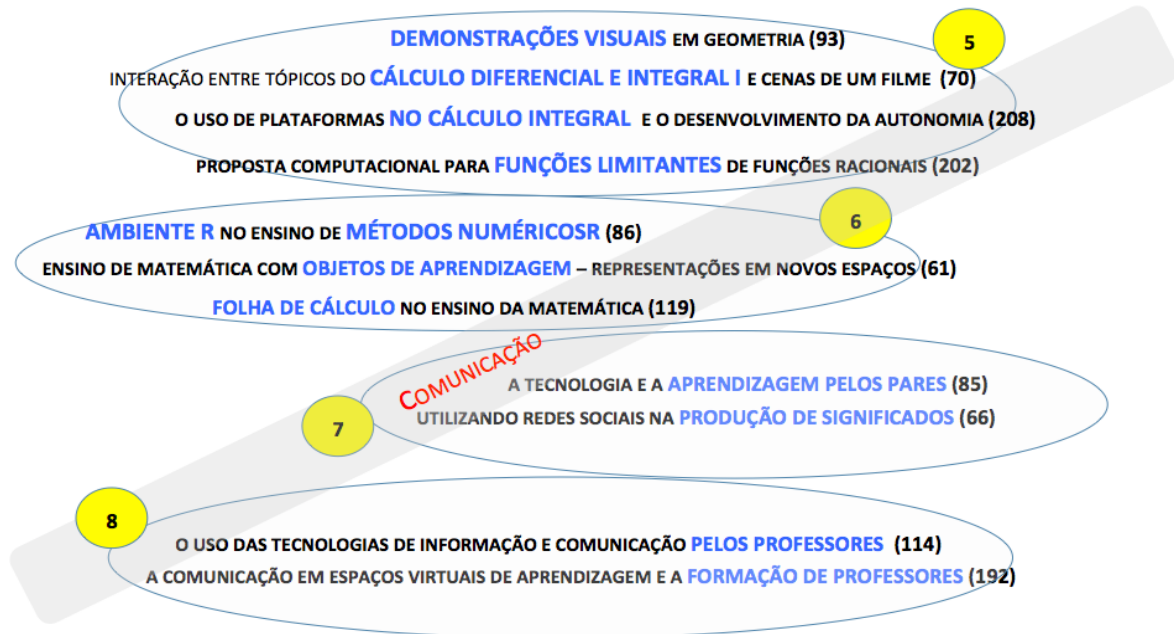 DEMONSTRAÇÕES VISUAIS EM GEOMETRIA (93)
5
INTERAÇÃO ENTRE TÓPICOS DO CÁLCULO DIFERENCIAL E INTEGRAL I E CENAS DE UM FILME (70)
O USO DE PLATAFORMAS NO CÁLCULO INTEGRAL E O DESENVOLVIMENTO DA AUTONOMIA (208)
PROPOSTA COMPUTACIONAL PARA FUNÇÕES LIMITANTES DE FUNÇÕES RACIONAIS (202)
6
AMBIENTE R NO ENSINO DE MÉTODOS NUMÉRICOSR (86)
ENSINO DE MATEMÁTICA COM OBJETOS DE APRENDIZAGEM – REPRESENTAÇÕES EM NOVOS ESPAÇOS (61)
FOLHA DE CÁLCULO NO ENSINO DA MATEMÁTICA (119)
COMUNICAÇÃO
A TECNOLOGIA E A APRENDIZAGEM PELOS PARES (85)
UTILIZANDO REDES SOCIAIS NA PRODUÇÃO DE SIGNIFICADOS (66)
7
8
O USO DAS TECNOLOGIAS DE INFORMAÇÃO E COMUNICAÇÃO PELOS PROFESSORES (114)
A COMUNICAÇÃO EM ESPAÇOS VIRTUAIS DE APRENDIZAGEM E A FORMAÇÃO DE PROFESSORES (192)